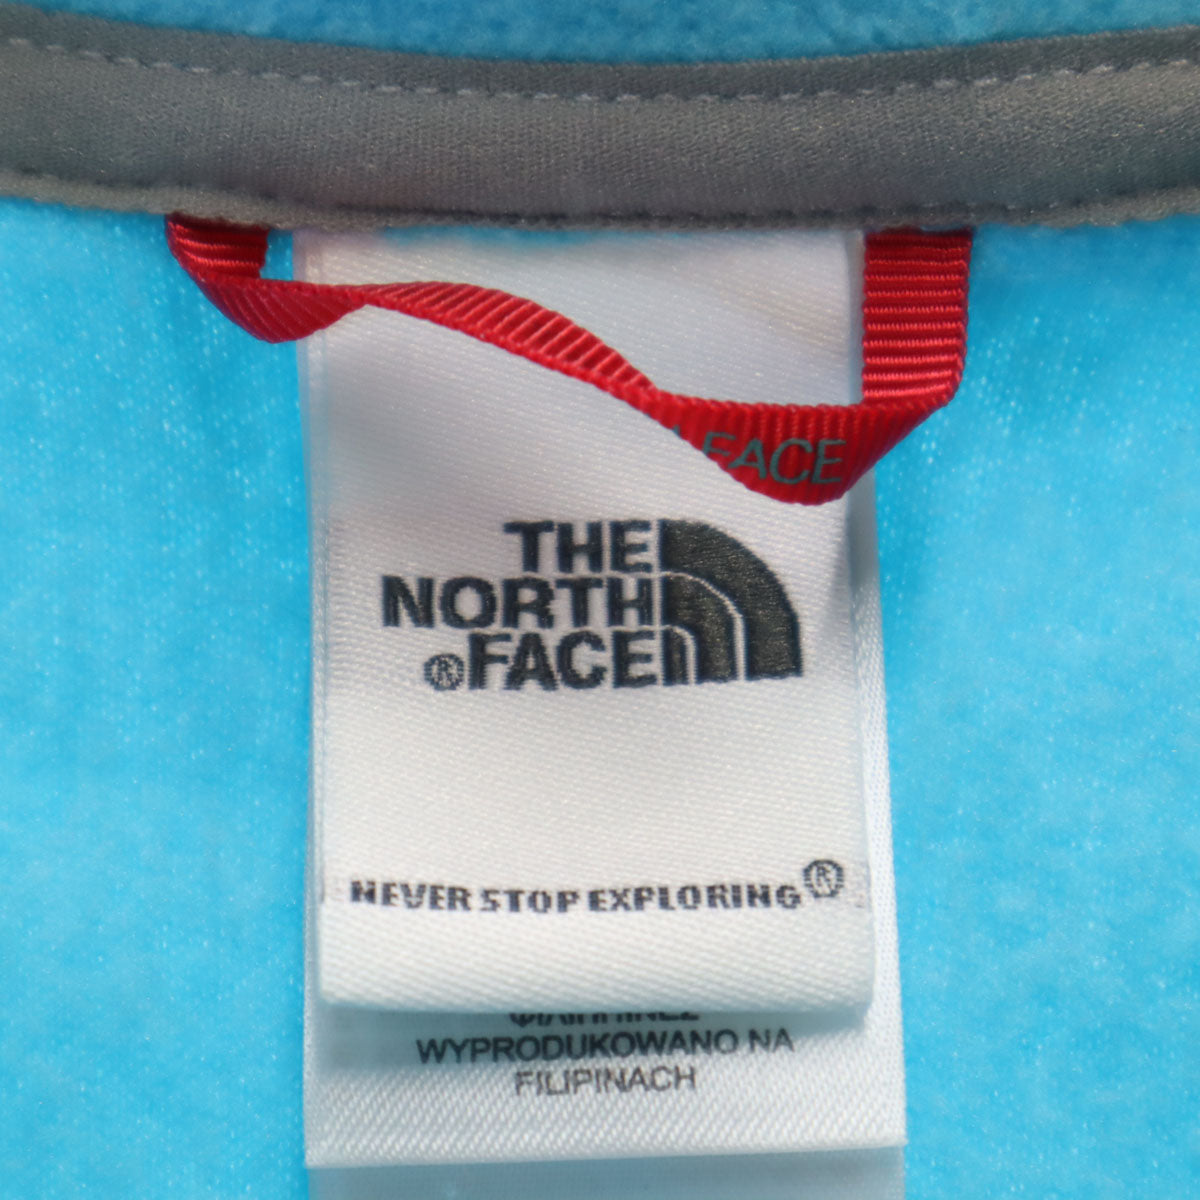 FACE
THE
NORTH
®FACE
NEVER STOP EXPLORING®
WYPRODUKOWANO NA
FILIPINACH